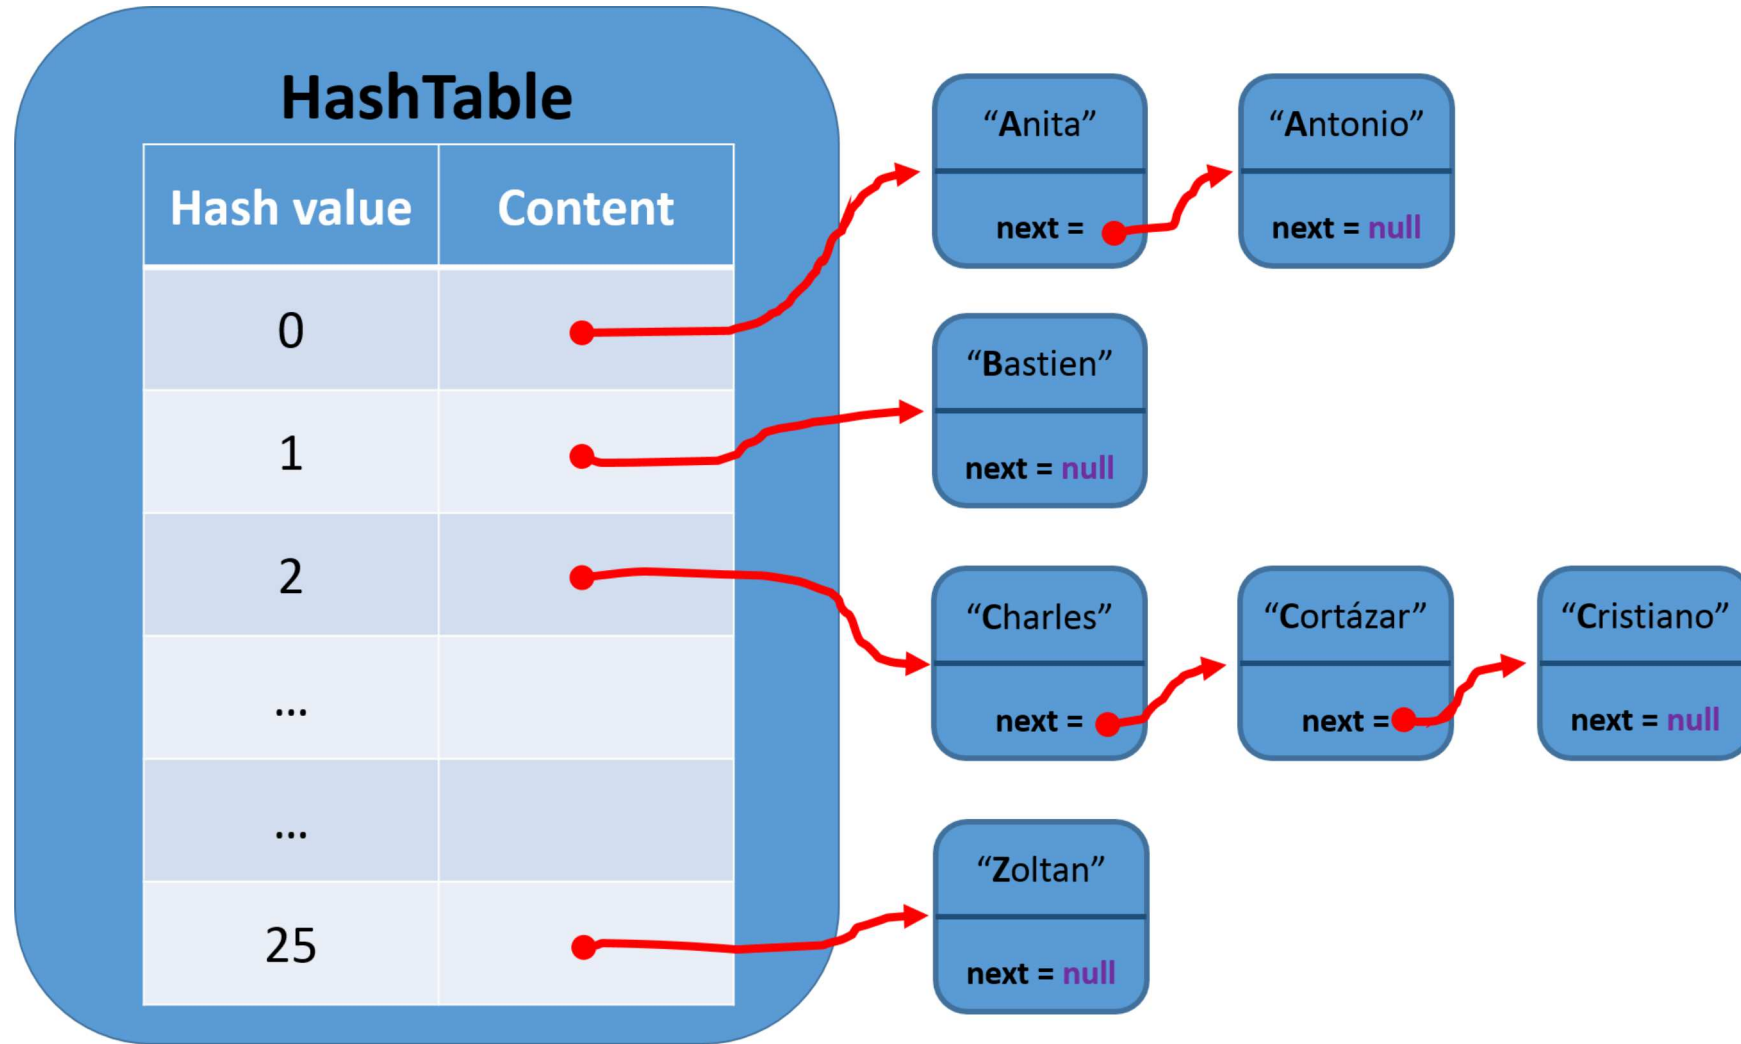 HashTable
Hash value Content
0
1
2
...
...
25
“Anita”
next =
“Antonio”
next = null
“Bastien”
next = null
“Charles”
next =
“Cortázar”
next =
“Cristiano”
next = null
“Zoltan”
next = null